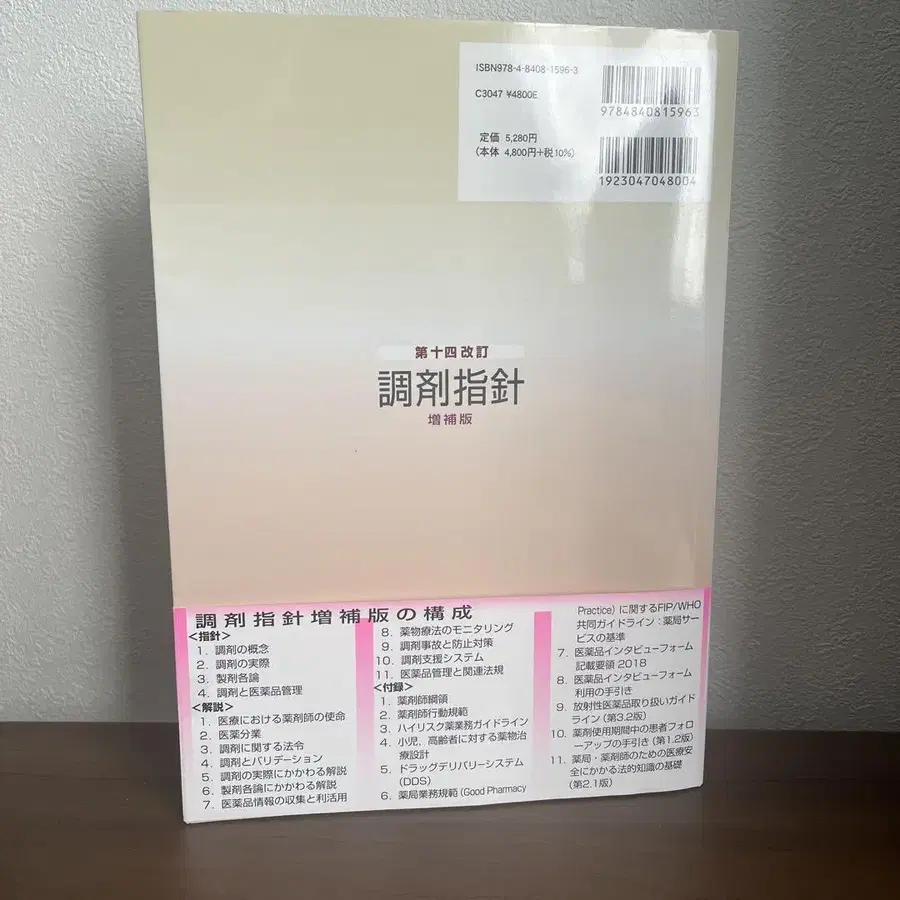 ISBN978-4-8408-1596-3
C3047 ¥4800E
9784840815963
定価 5,280円
(本体 4,800円+税10%)
1923047048004
第十四改訂
調剤指針
増補版
調剤指針増補版の構成
<指針>
1. 調剤の概念
2. 調剤の実際
3. 製剤各論
4. 調剤と医薬品管理
<解説>
1. 医療における薬剤師の使命
2. 医薬分業
3. 調剤に関する法令
4. 調剤とバリデーション
5. 調剤の実際にかかわる解説
6. 製剤各論にかかわる解説
7. 医薬品情報の収集と利活用
8. 薬物療法のモニタリング
9. 調剤事故と防止対策
10. 調剤支援システム
11. 医薬品管理と関連法規
<付録>
1. 薬剤師綱領
2. 薬剤師行動規範
3. ハイリスク薬業務ガイドライン
4. 小児、高齢者に対する薬物治
療設計
5. ドラッグデリバリーシステム
(DDS)
6. 薬局業務規範 (Good Pharmacy
Practice) に関するFIP/WHO
共同ガイドライン:薬局サー
ビスの基準
7. 医薬品インタビューフォーム
記載要領 2018
8. 医薬品インタビューフォーム
利用の手引き
9. 放射性医薬品取り扱いガイド
ライン (第3.2版)
10. 薬剤使用期間中の患者フォロ
ーアップの手引き (第1.2版)
11. 薬局・薬剤師のための医療安
全にかかる法的知識の基礎
(第2.1版)